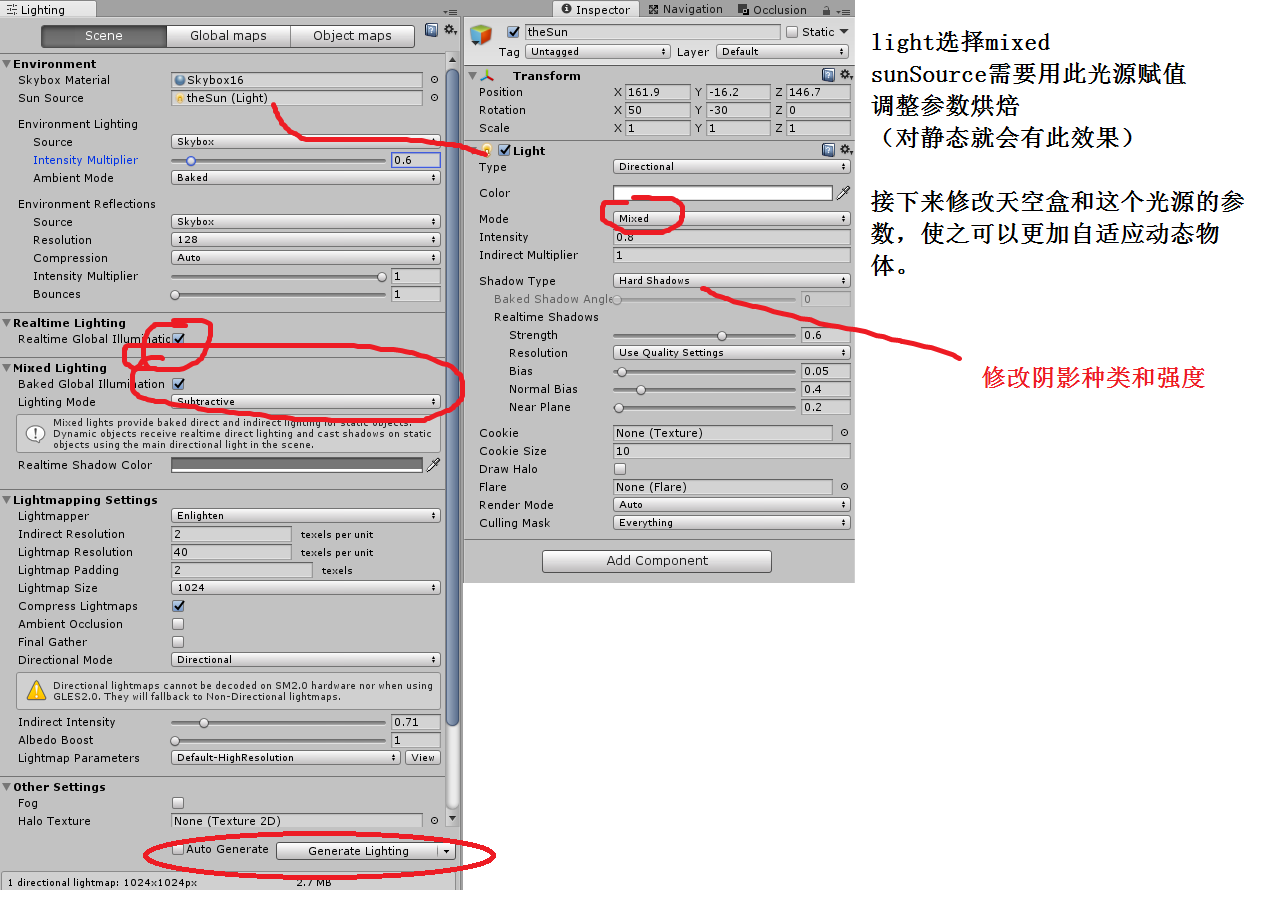 Lighting
Scene
Global maps
Object maps
Environment
Skybox Material
Skybox16
Sun Source
theSun (Light)
Environment Lighting
Source
Skybox
Intensity Multiplier
0.6
Ambient Mode
Baked
Environment Reflections
Source
Skybox
Resolution
128
Compression
Auto
Intensity Multiplier
1
Bounces
1
Realtime Lighting
Realtime Global Illuminatic
Mixed Lighting
Baked Global Illumination
Lighting Mode
Subtractive
Mixed lights provide baked direct and indirect lighting for static objects.
Dynamic objects receive realtime direct lighting and cast shadows on static
objects using the main directional light in the scene.
Realtime Shadow Color
Lightmapping Settings
Lightmapper
Enlighten
Indirect Resolution
2
texels per unit
Lightmap Resolution
40
texels per unit
Lightmap Padding
2
texels
Lightmap Size
1024
Compress Lightmaps
Ambient Occlusion
Final Gather
Directional Mode
Directional
Directional lightmaps cannot be decoded on SM2.0 hardware nor when using
GLES2.0. They will fallback to Non-Directional lightmaps.
Indirect Intensity
0.71
Albedo Boost
1
Lightmap Parameters
Default-HighResolution
View
Other Settings
Fog
Halo Texture
None (Texture 2D)
Auto Generate
Generate Lighting
1 directional lightmap: 1024x1024px
2.7 MB
Inspector
Navigation
Occlusion
theSun
Static
Tag
Untagged
Layer
Default
Transform
Position
X 161.9 Y -16.2 Z 146.7
Rotation
X 50 Y -30 Z 0
Scale
X 1 Y 1 Z 1
Light
Type
Directional
Color
Mode
Mixed
Intensity
0.8
Indirect Multiplier
1
Shadow Type
Hard Shadows
Baked Shadow Angle
0
Realtime Shadows
Strength
0.6
Resolution
Use Quality Settings
Bias
0.05
Normal Bias
0.4
Near Plane
0.2
Cookie
None (Texture)
Cookie Size
10
Draw Halo
Flare
None (Flare)
Render Mode
Auto
Culling Mask
Everything
Add Component
light选择mixed
sunSource需要用此光源赋值
调整参数烘焙
（对静态就会有此效果）
接下来修改天空盒和这个光源的参
数，使之可以更加自适应动态物
体。
修改阴影种类和强度